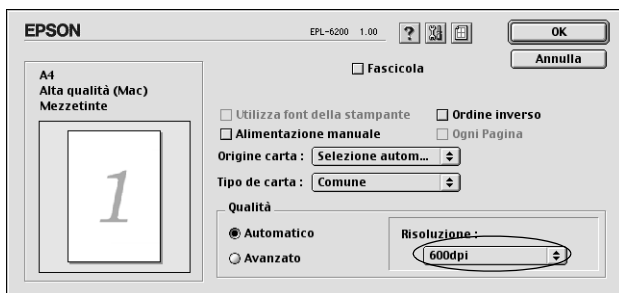 EPSON EPL-6200 1.00 ? OK
Annulla
A4
Alta qualità (Mac)
Mezzetinte
1
Fascicola
Utilizza font della stampante Ordine inverso
Alimentazione manuale Ogni Pagina
Origine carta : Selezione autom...
Tipo de carta : Comune
Qualità
Automatico
Avanzato
Risoluzione :
600dpi